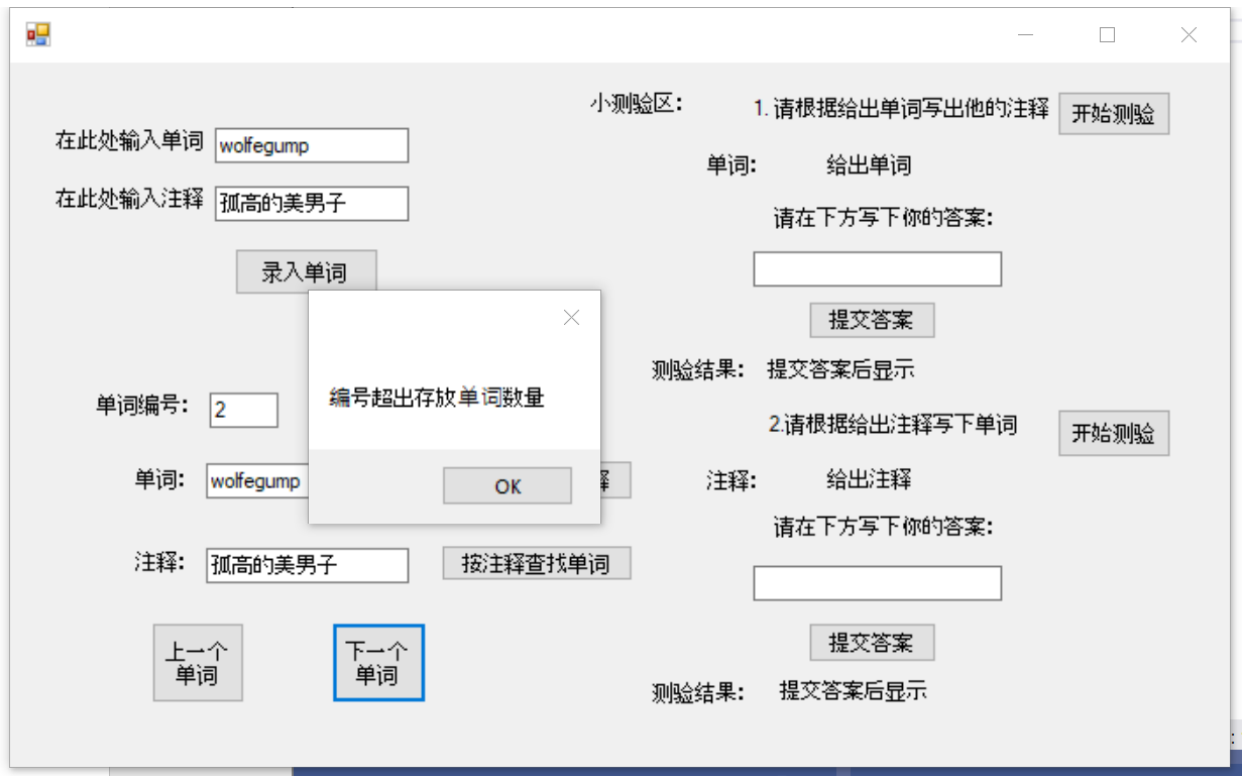 在此处输入单词
wolfegump
在此处输入注释
孤高的美男子
录入单词
编号超出存放单词数量
OK
单词编号：
2
单词：
wolfegump
释
注释：
孤高的美男子
按注释查找单词
上一个
单词
下一个
单词
小测验区：
1. 请根据给出单词写出他的注释
开始测验
单词：
给出单词
请在下方写下你的答案：
提交答案
测验结果：
提交答案后显示
2.请根据给出注释写下单词
开始测验
注释：
给出注释
请在下方写下你的答案：
提交答案
测验结果：
提交答案后显示